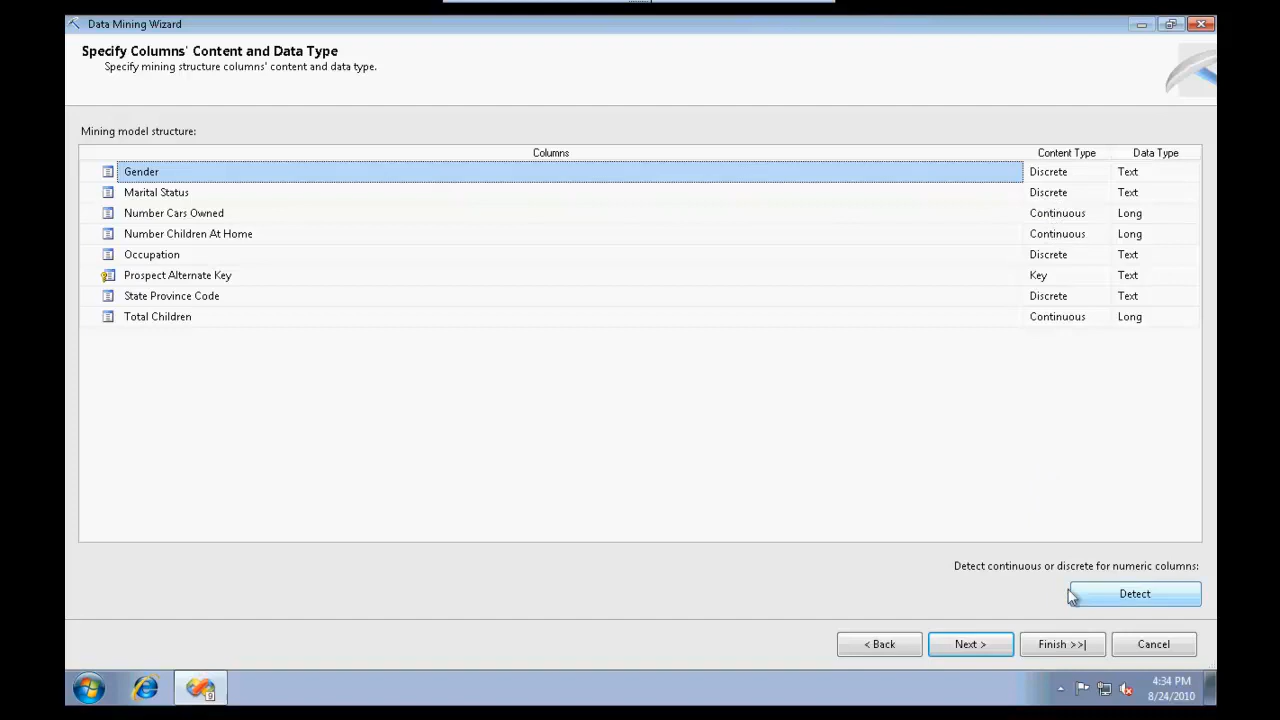 Data Mining Wizard
Specify Columns' Content and Data Type
Specify mining structure columns' content and data type.
Mining model structure:
Columns Content Type Data Type
Gender Discrete Text
Marital Status Discrete Text
Number Cars Owned Continuous Long
Number Children At Home Continuous Long
Occupation Discrete Text
Prospect Alternate Key Key Text
State Province Code Discrete Text
Total Children Continuous Long
Detect continuous or discrete for numeric columns:
Detect
< Back Next > Finish >>| Cancel
4:34 PM
8/24/2010